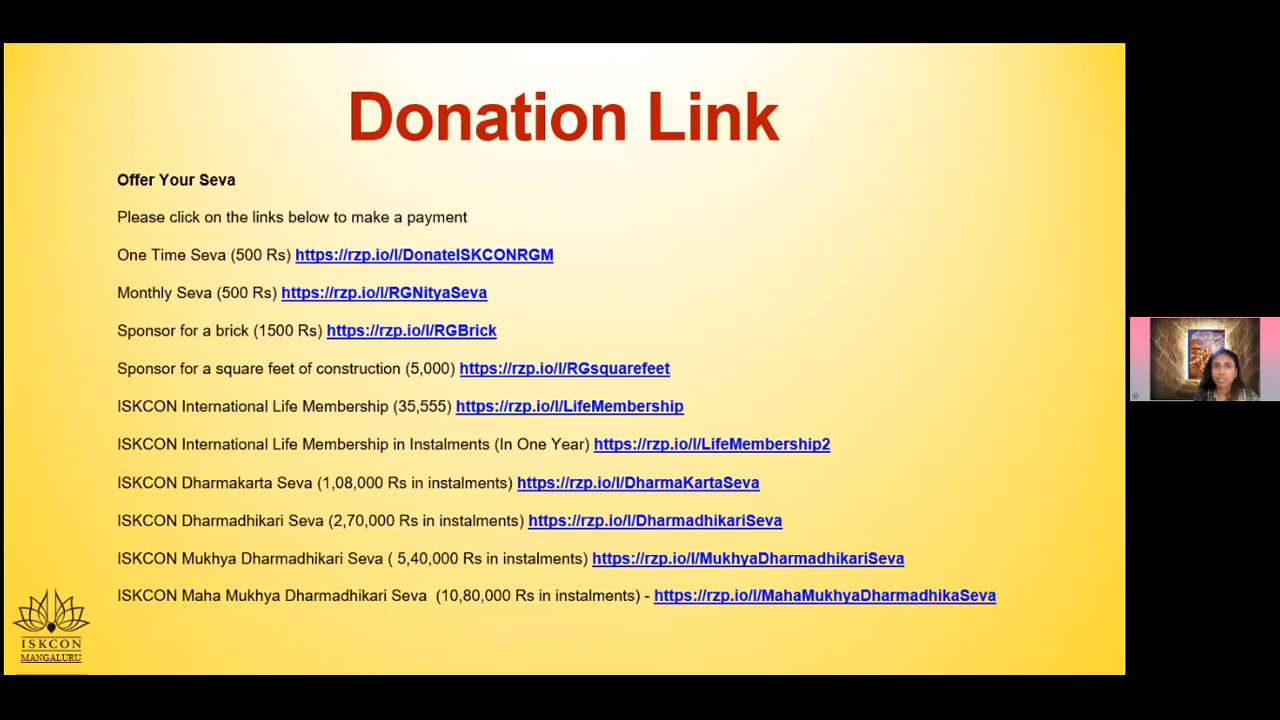 Donation Link
Offer Your Seva
Please click on the links below to make a payment
One Time Seva (500 Rs) https://rzp.io/l/DonateISKCONRGM
Monthly Seva (500 Rs) https://rzp.io/l/RGNityaSeva
Sponsor for a brick (1500 Rs) https://rzp.io/l/RGBrick
Sponsor for a square feet of construction (5,000) https://rzp.io/l/RGsquarefeet
ISKCON International Life Membership (35,555) https://rzp.io/l/LifeMembership
ISKCON International Life Membership in Instalments (In One Year) https://rzp.io/l/LifeMembership2
ISKCON Dharmakarta Seva (1,08,000 Rs in instalments) https://rzp.io/l/DharmaKartaSeva
ISKCON Dharmadhikari Seva (2,70,000 Rs in instalments) https://rzp.io/l/DharmadhikariSeva
ISKCON Mukhya Dharmadhikari Seva ( 5,40,000 Rs in instalments) https://rzp.io/l/MukhyaDharmadhikariSeva
ISKCON Maha Mukhya Dharmadhikari Seva (10,80,000 Rs in instalments) - https://rzp.io/l/MahaMukhyaDharmadhikaSeva
ISKCON
MANGALURU